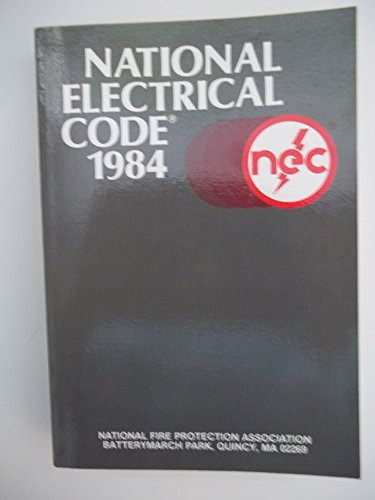 NATIONAL
ELECTRICAL
CODE®
1984
nec
NATIONAL FIRE PROTECTION ASSOCIATION
BATTERYMARCH PARK, QUINCY, MA 02269